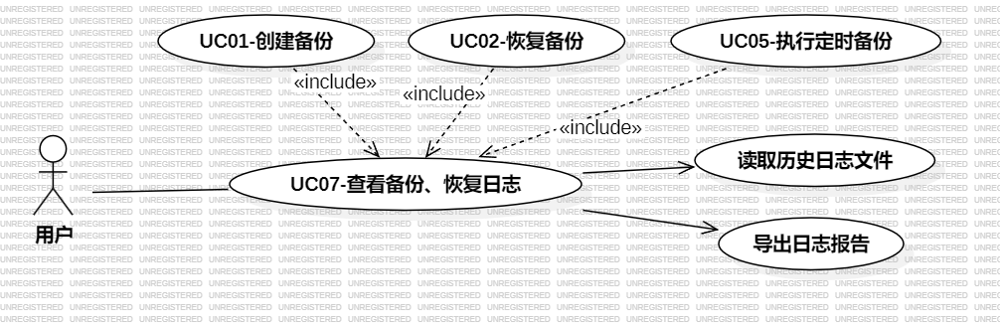 UC01-创建备份
UC02-恢复备份
UC05-执行定时备份
«include»
«include»
«include»
读取历史日志文件
UC07-查看备份、恢复日志
用户
导出日志报告
UNREGISTERED